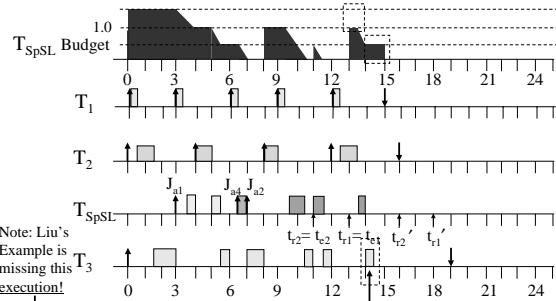 1.0
T_SpSL Budget
0 3 6 9 12 15 18 21 24
T_1
T_2
J_a1 J_a4 J_a2
T_SpSL
t_r2= t_e2 t_r1= t_e1 t_r2' t_r1'
Note: Liu's
Example is
missing this
execution!
T_3
0 3 6 9 12 15 18 21 24